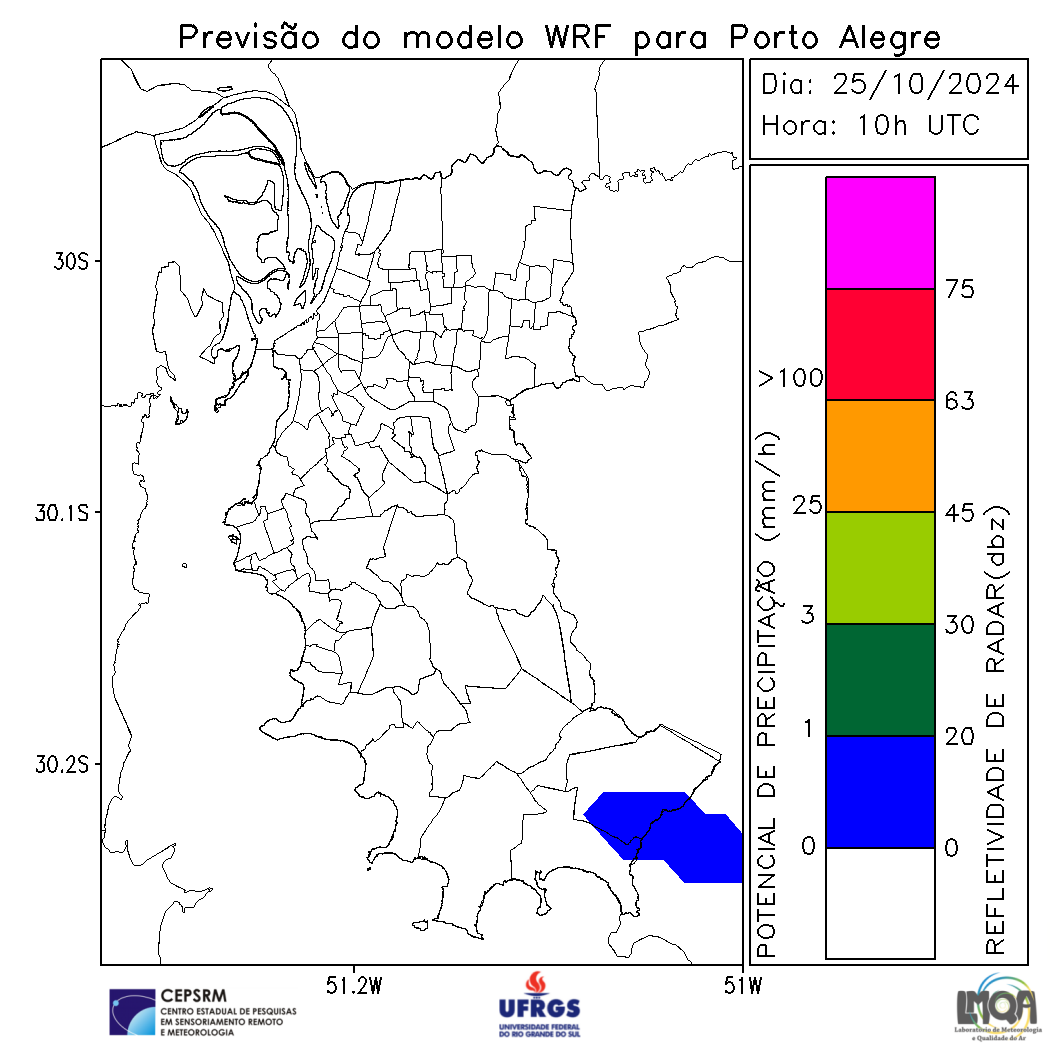 Previsão do modelo WRF para Porto Alegre
Dia: 25/10/2024
Hora: 10h UTC
30S
30.1S
30.2S
51.2W
51W
POTENCIAL DE PRECIPITAÇÃO (mm/h)
>100
25
3
1
0
75
63
45
30
20
0
REFLETIVIDADE DE RADAR(dbz)
CEPSRM
CENTRO ESTADUAL DE PESQUISAS
EM SENSORIAMENTO REMOTO
E METEOROLOGIA
UFRGS
UNIVERSIDADE FEDERAL
DO RIO GRANDE DO SUL
LMQA
Laboratório de Meteorologia
e Qualidade do Ar